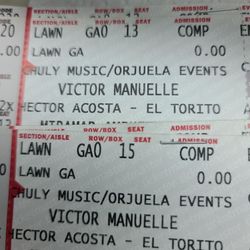 SECTION/AISLE ROW/BOX SEAT ADMISSION
20 LAWN GA0 13 COMP
LAWN GA 0.00
CHULY MUSIC/ORJUELA EVENTS
VICTOR MANUELLE
HECTOR ACOSTA - EL TORITO
SECTION/AISLE ROW/BOX SEAT ADMISSION
LAWN GA0 15 COMP
LAWN GA 0.00
CHULY MUSIC/ORJUELA EVENTS
VICTOR MANUELLE
HECTOR ACOSTA - EL TORITO